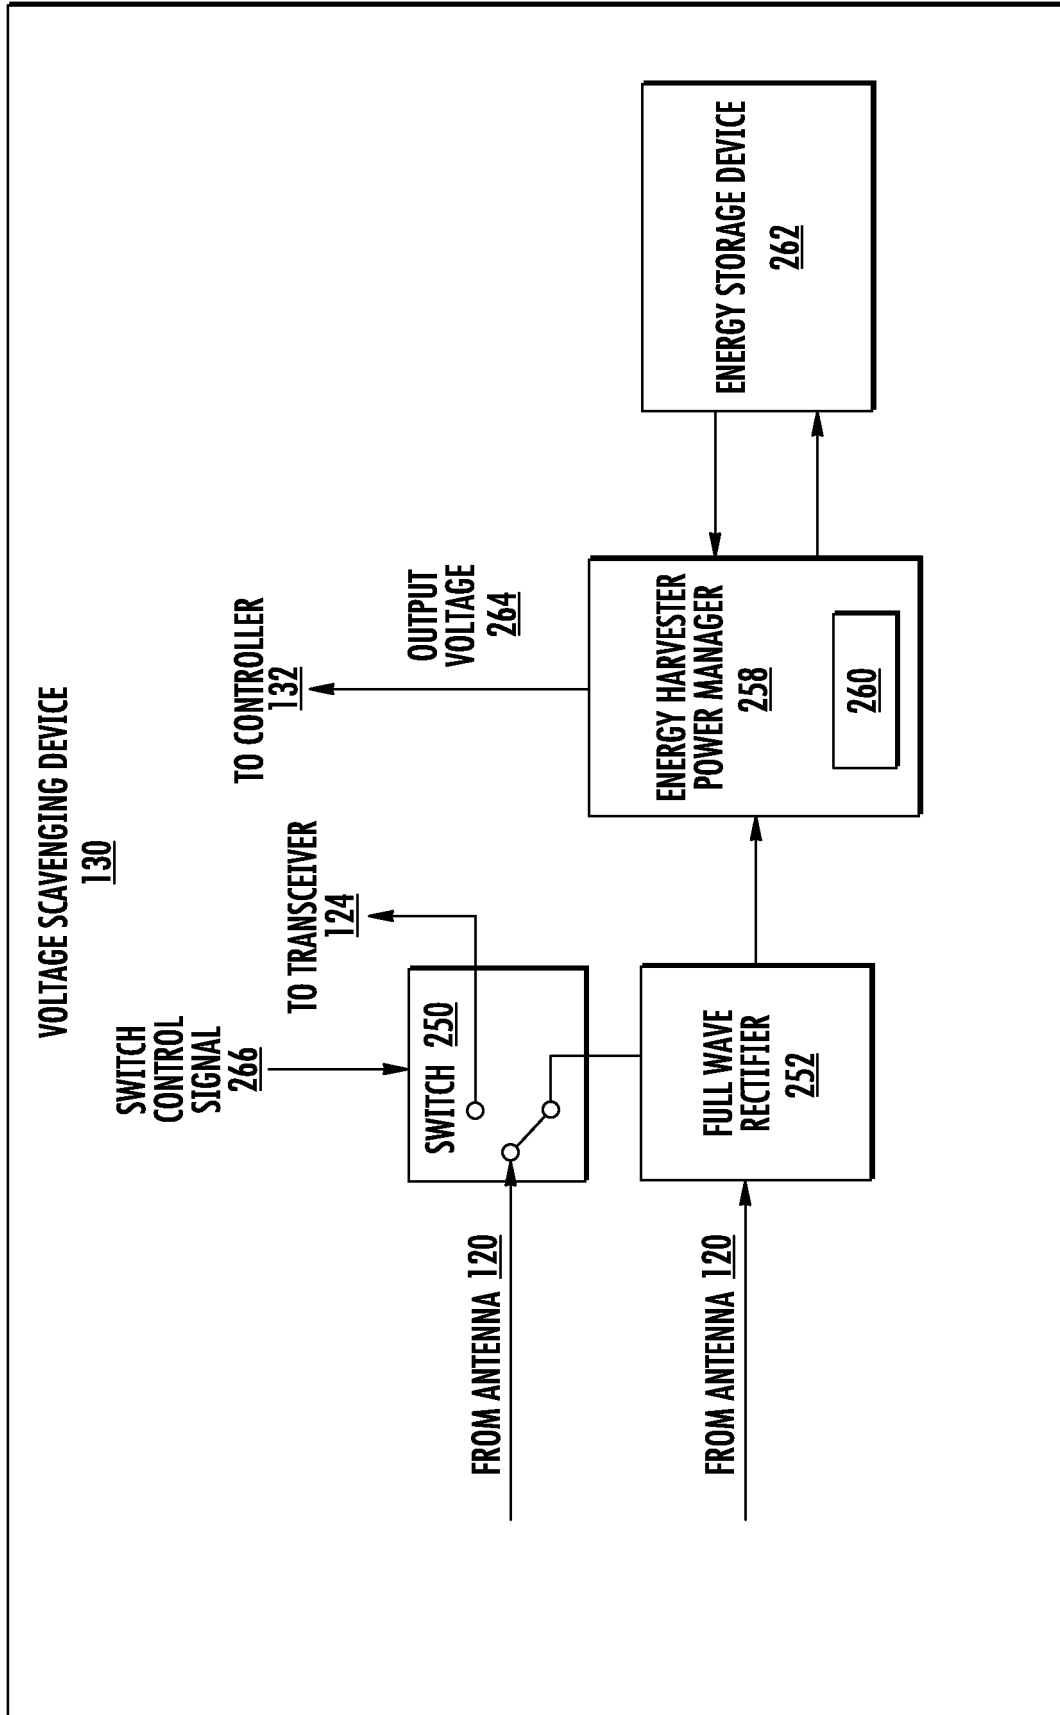 VOLTAGE SCAVENGING DEVICE
130
SWITCH
CONTROL
SIGNAL
266
TO TRANSCEIVER
124
TO CONTROLLER
132
OUTPUT
VOLTAGE
264
SWITCH 250
FROM ANTENNA 120
FROM ANTENNA 120
FULL WAVE
RECTIFIER
252
ENERGY HARVESTER
POWER MANAGER
258
260
ENERGY STORAGE DEVICE
262